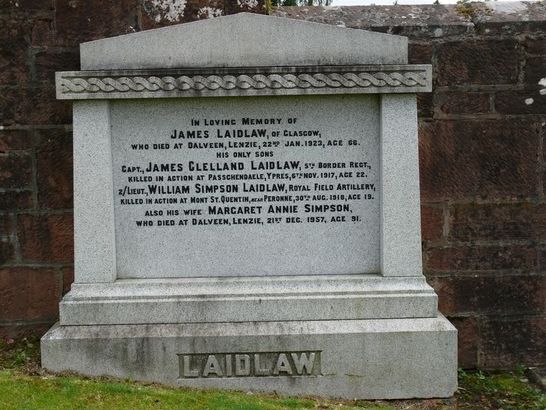 IN LOVING MEMORY OF
JAMES LAIDLAW, OF GLASGOW,
WHO DIED AT DALVEEN, LENZIE, 22ND JAN. 1923, AGE 66.
HIS ONLY SONS
CAPT., JAMES CLELLAND LAIDLAW, 5TH BORDER REGT.,
KILLED IN ACTION AT PASSCHENDAELE, YPRES, 6TH NOV. 1917, AGE 22.
2/LIEUT., WILLIAM SIMPSON LAIDLAW, ROYAL FIELD ARTILLERY,
KILLED IN ACTION AT MONT ST. QUENTIN, NEAR PERONNE, 30TH AUG. 1918, AGE 19.
ALSO HIS WIFE MARGARET ANNIE SIMPSON,
WHO DIED AT DALVEEN, LENZIE, 21ST DEC. 1957, AGE 91.
LAIDLAW